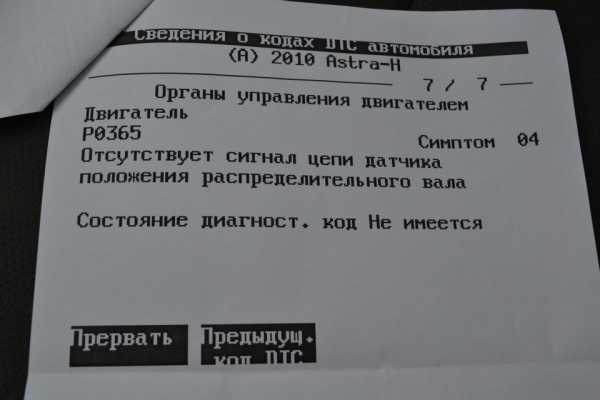 Сведения о кодах DTC автомобиля
(A) 2010 Astra-H
7 / 7
Органы управления двигателем
Двигатель
P0365
Симптом 04
Отсутствует сигнал цепи датчика
положения распределительного вала
Состояние диагност. код Не имеется
Прервать
Предыдущ.
код DTC